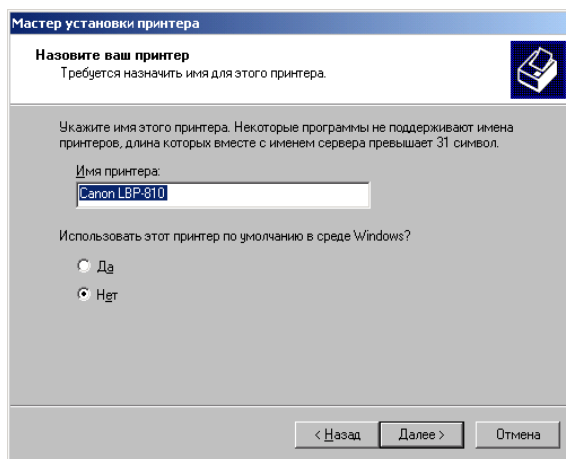 Мастер установки принтера
Назовите ваш принтер
Требуется назначить имя для этого принтера.
Укажите имя этого принтера. Некоторые программы не поддерживают имена
принтеров, длина которых вместе с именем сервера превышает 31 символ.
Имя принтера:
Canon LBP-810
Использовать этот принтер по умолчанию в среде Windows?
Да
Нет
< Назад Далее > Отмена